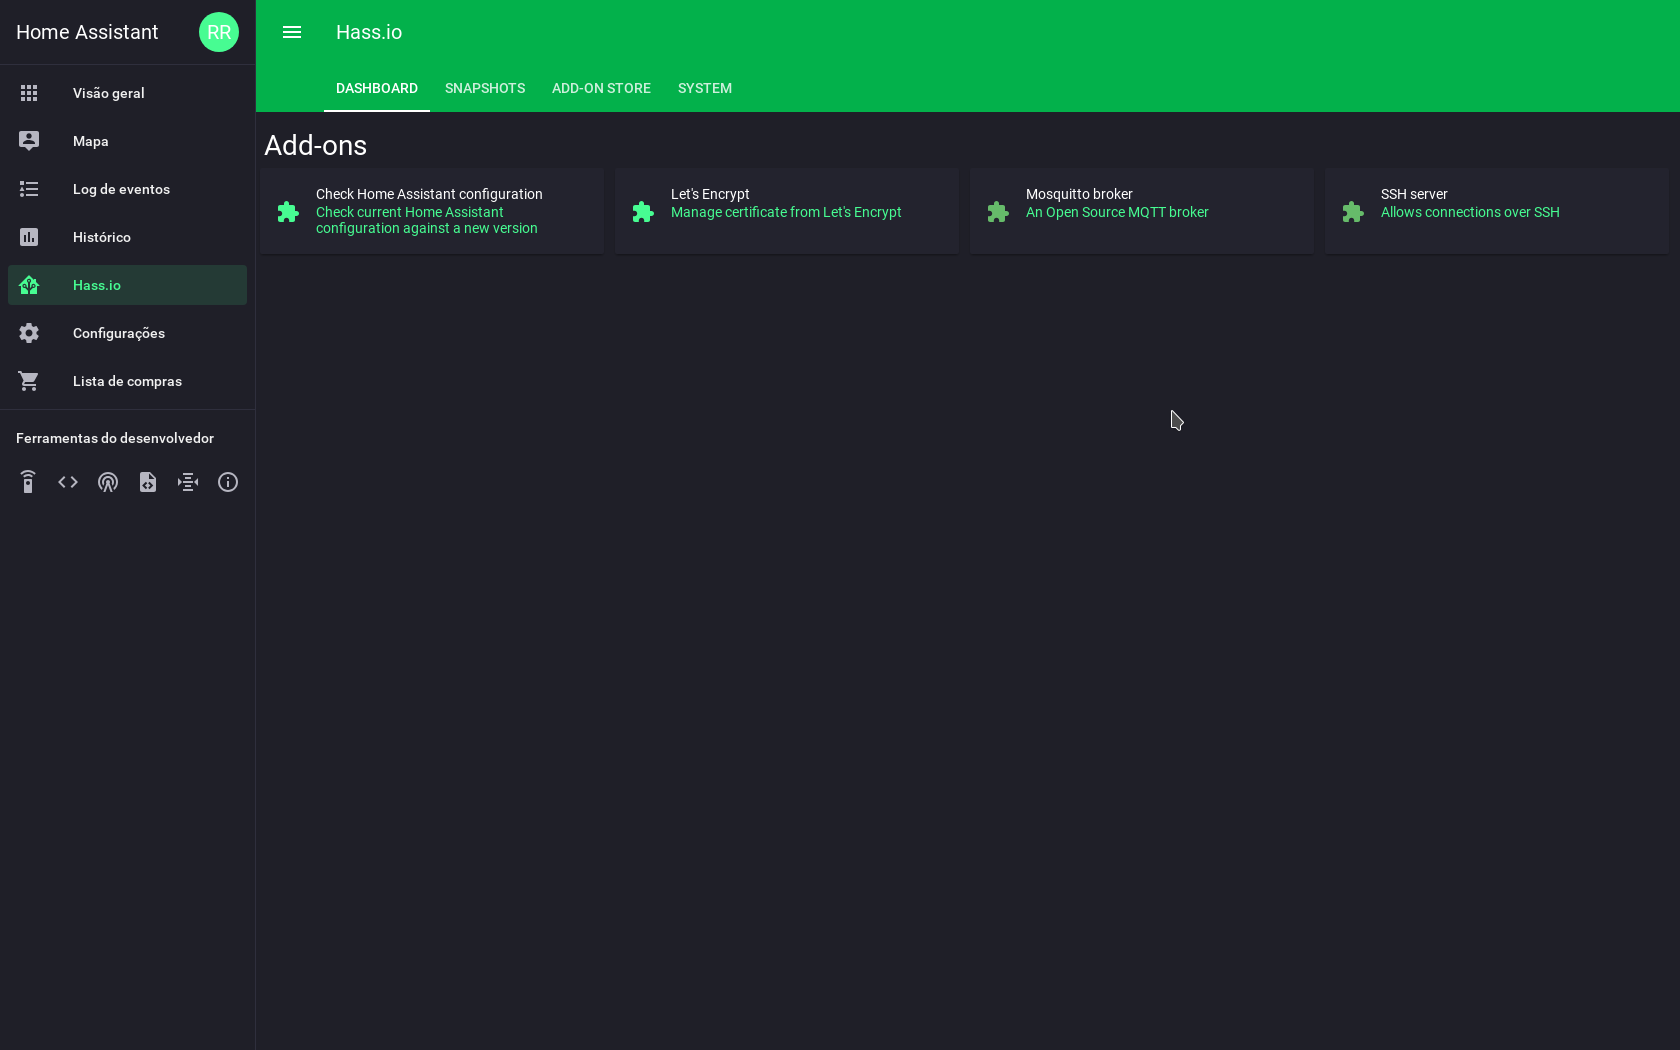 Home Assistant
RR
Visão geral
Mapa
Log de eventos
Histórico
Hass.io
Configurações
Lista de compras
Ferramentas do desenvolvedor
Hass.io
DASHBOARD
SNAPSHOTS
ADD-ON STORE
SYSTEM
Add-ons
Check Home Assistant configuration
Check current Home Assistant
configuration against a new version
Let's Encrypt
Manage certificate from Let's Encrypt
Mosquitto broker
An Open Source MQTT broker
SSH server
Allows connections over SSH